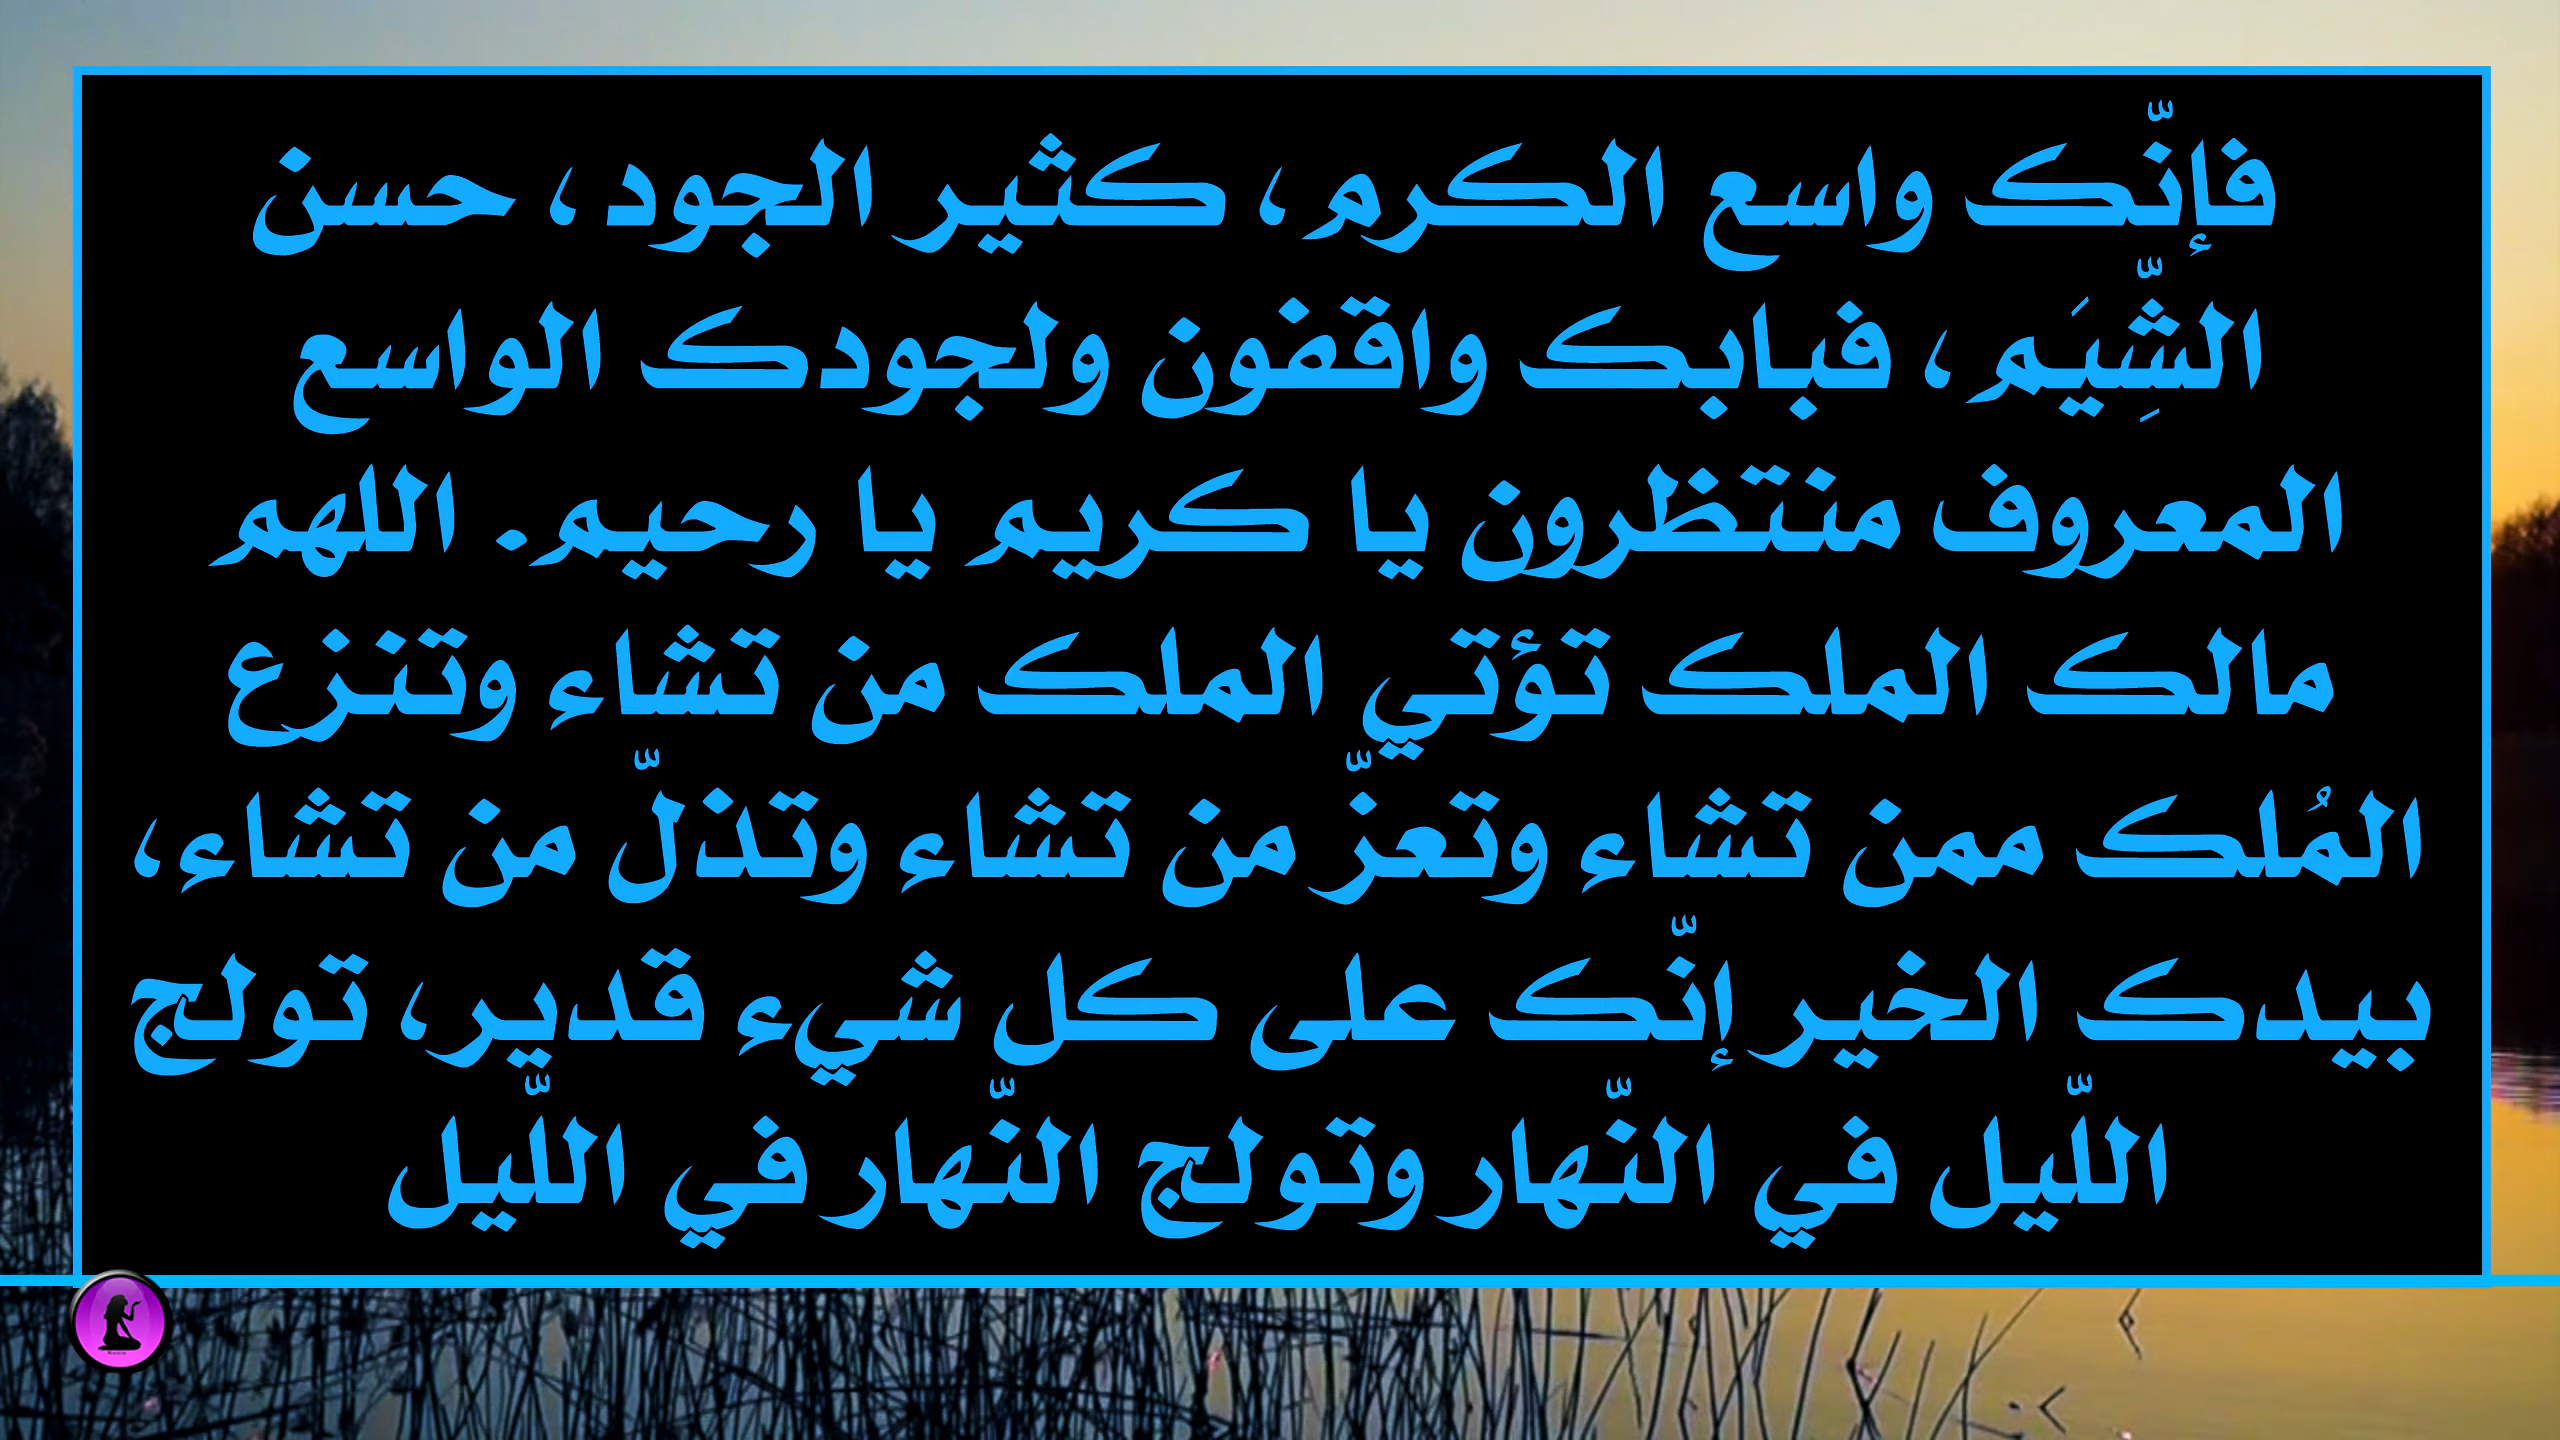 فإنّك واسع الكرم، كثير الجود، حسن
الشِّيَم، فبابك واقفون ولجودك الواسع
المعروف منتظرون يا كريم يا رحيم. اللهم
مالك الملك تؤتي الملك من تشاء وتنزع
المُلك ممن تشاء وتعزّ من تشاء وتذلّ من تشاء،
بيدك الخير إنّك على كل شيء قدير، تولج
اللّيل في النّهار وتولج النّهار في اللّيل